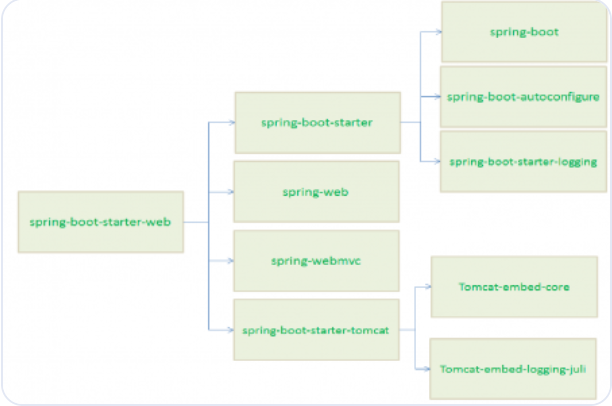 spring-boot
spring-boot-autoconfigure
spring-boot-starter
spring-boot-starter-logging
spring-web
spring-boot-starter-web
spring-webmvc
Tomcat-embed-core
spring-boot-starter-tomcat
Tomcat-embed-logging-juli